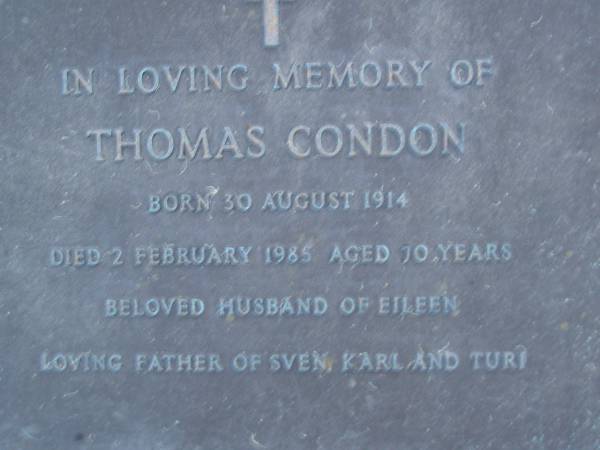 IN LOVING MEMORY OF
THOMAS CONDON
BORN 30 AUGUST 1914
DIED 2 FEBRUARY 1985 AGED 70 YEARS
BELOVED HUSBAND OF EILEEN
LOVING FATHER OF SVEN, KARL AND TURI